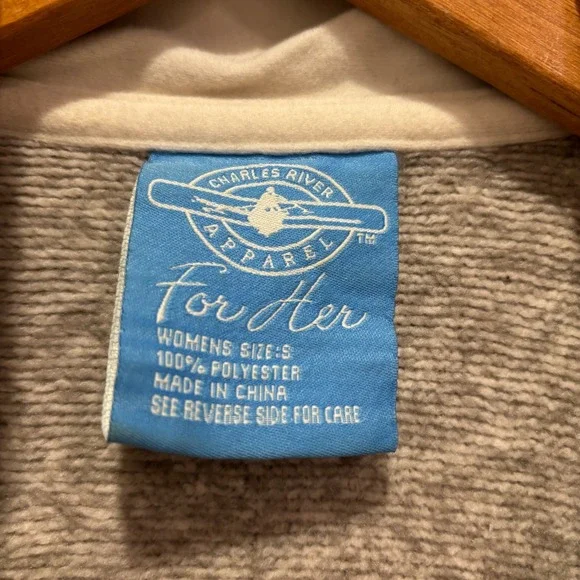 CHARLES RIVER
APPAREL
TM
For Her
WOMENS SIZE:S
100% POLYESTER
MADE IN CHINA
SEE REVERSE SIDE FOR CARE